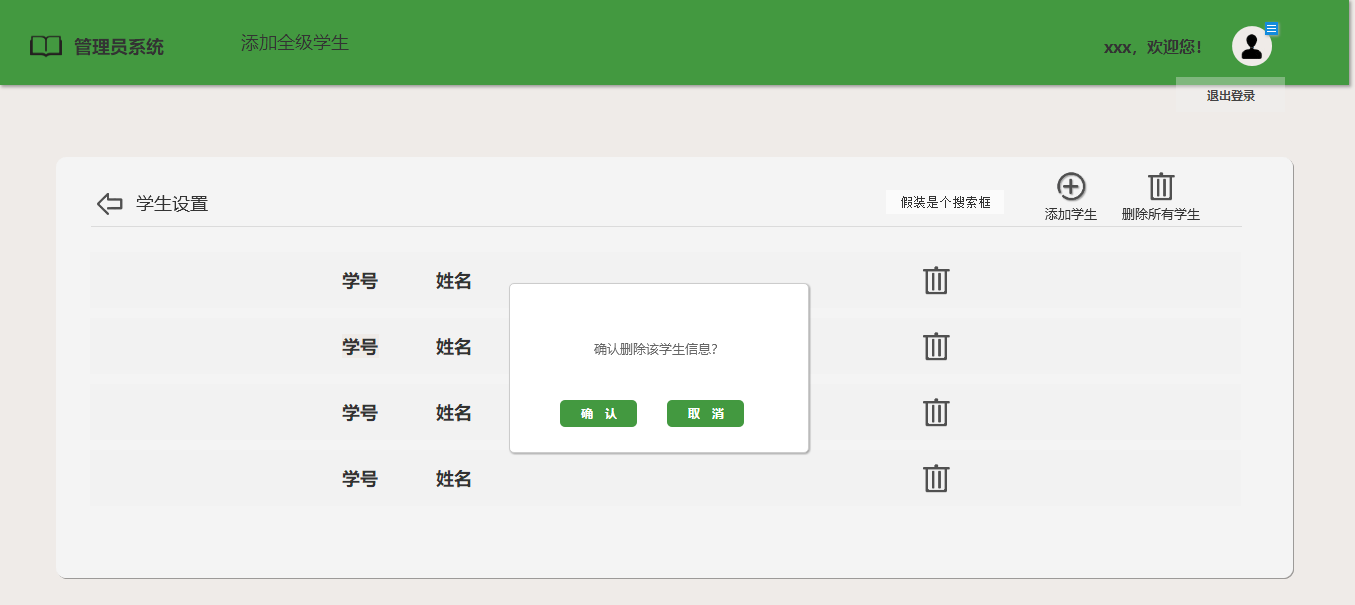 管理员系统
添加全级学生
xxx，欢迎您！
退出登录
学生设置
假装是个搜索框
添加学生
删除所有学生
学号 姓名
学号 姓名
学号 姓名
学号 姓名
确认删除该学生信息？
确 认
取 消